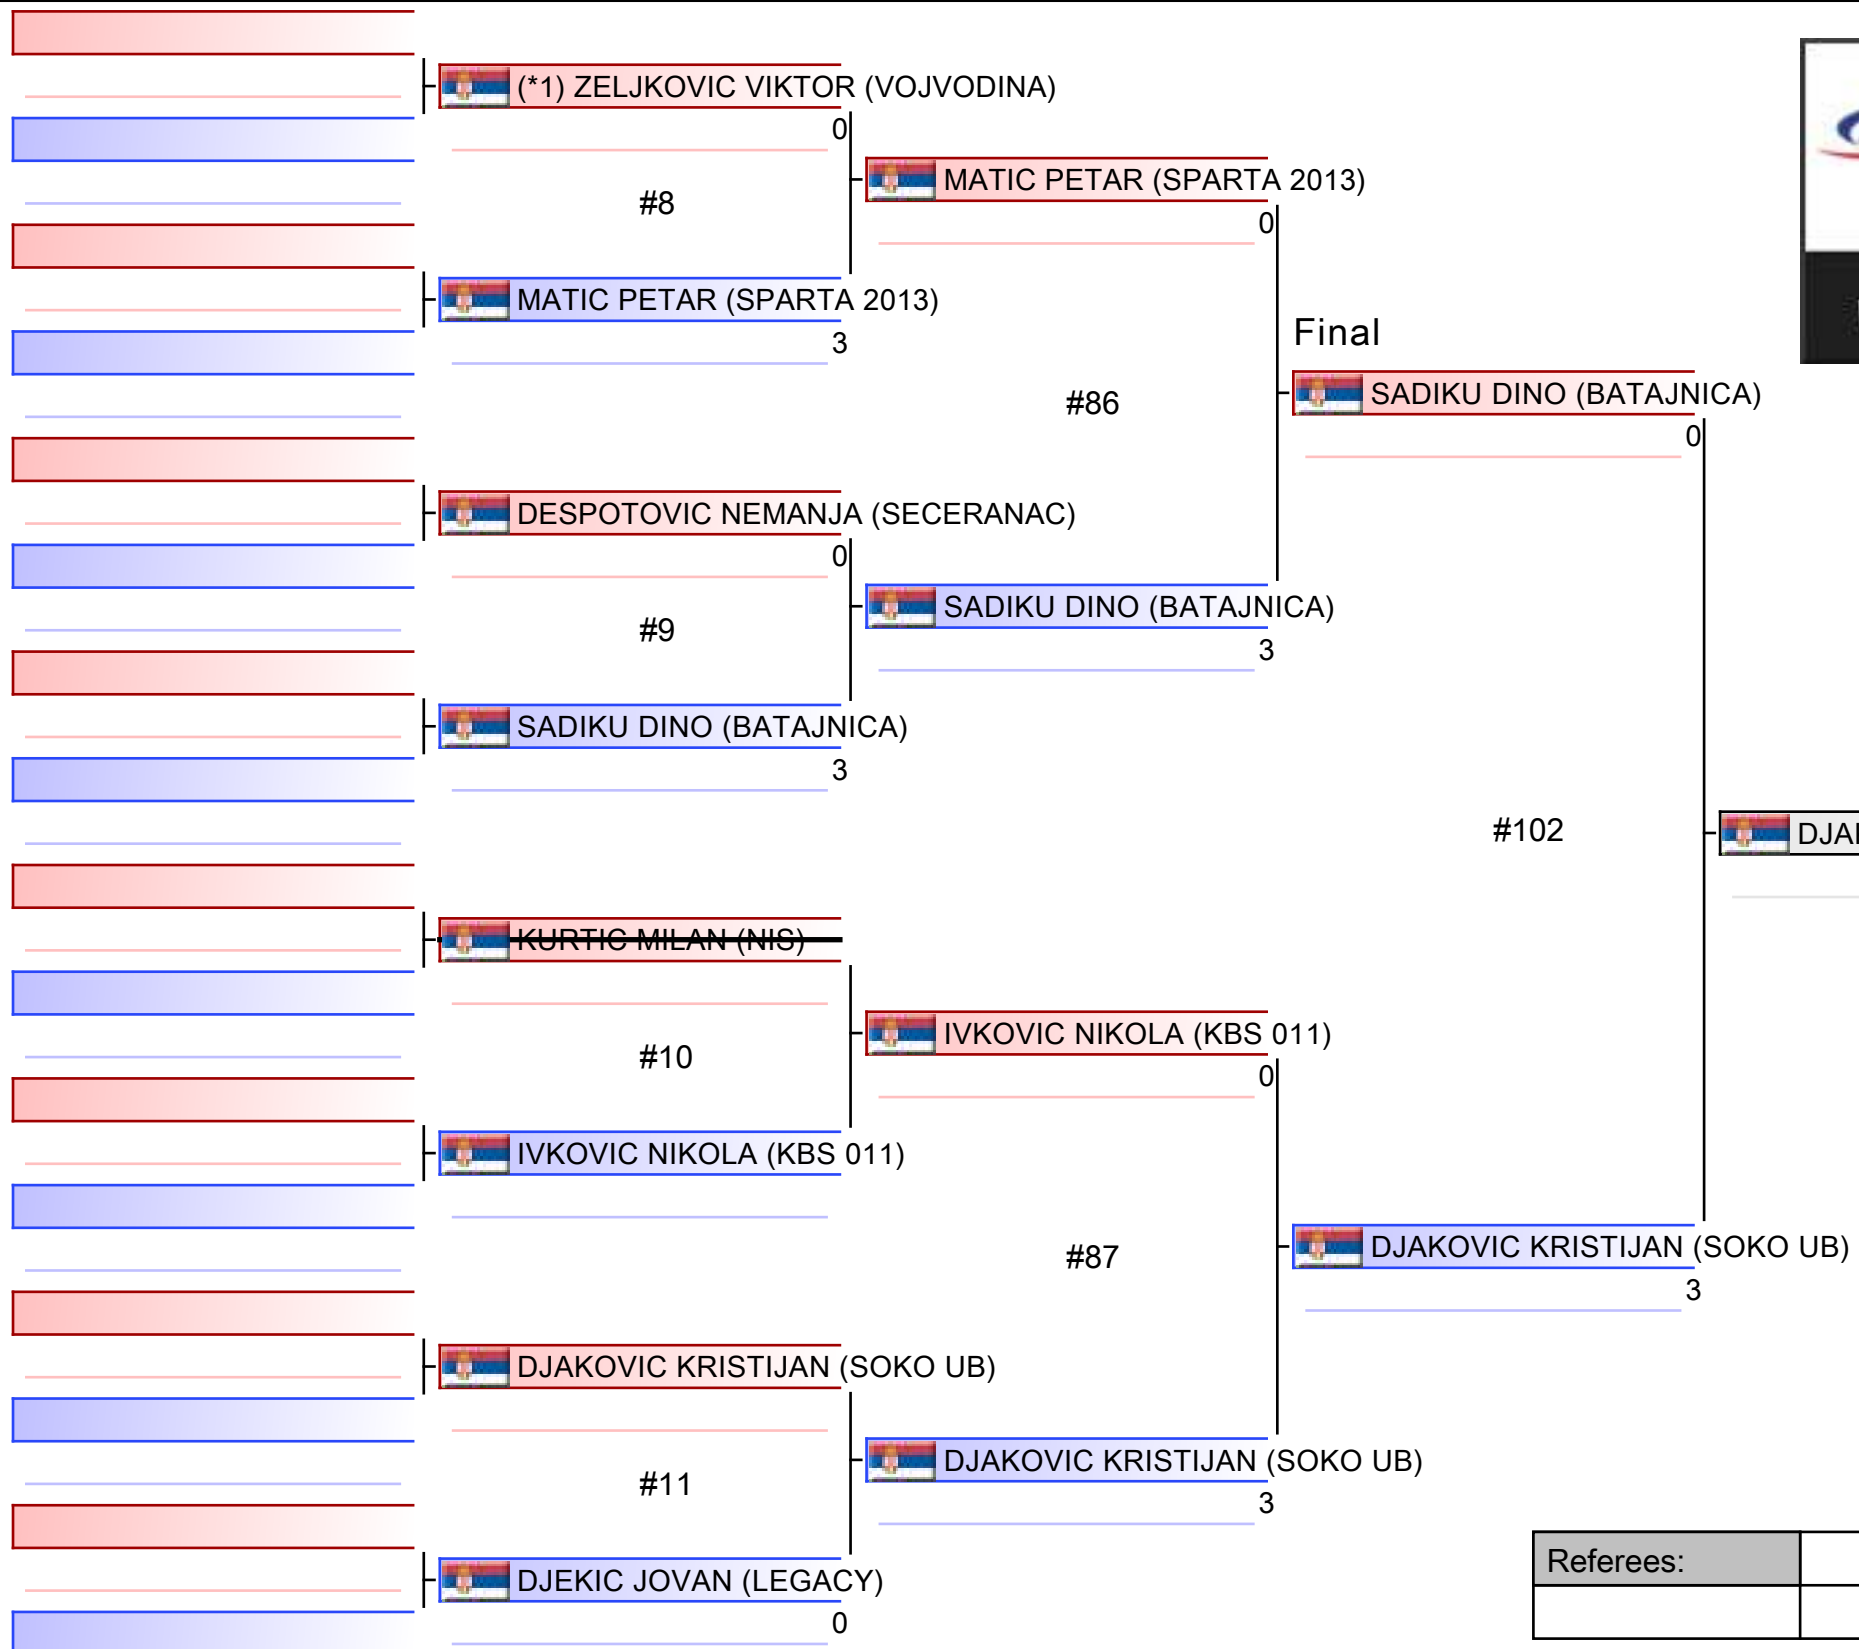 (*1) ZELJKOVIC VIKTOR (VOJVODINA)
0
#8
MATIC PETAR (SPARTA 2013)
3
DESPOTOVIC NEMANJA (SECERANAC)
0
#9
SADIKU DINO (BATAJNICA)
3
KURTIC MILAN (NIS)
#10
IVKOVIC NIKOLA (KBS 011)
DJAKOVIC KRISTIJAN (SOKO UB)
#11
DJEKIC JOVAN (LEGACY)
0
MATIC PETAR (SPARTA 2013)
0
#86
SADIKU DINO (BATAJNICA)
3
IVKOVIC NIKOLA (KBS 011)
0
#87
DJAKOVIC KRISTIJAN (SOKO UB)
3
Final
SADIKU DINO (BATAJNICA)
0
#102
DJAKOVIC KRISTIJAN (SOKO UB)
3
Referees: